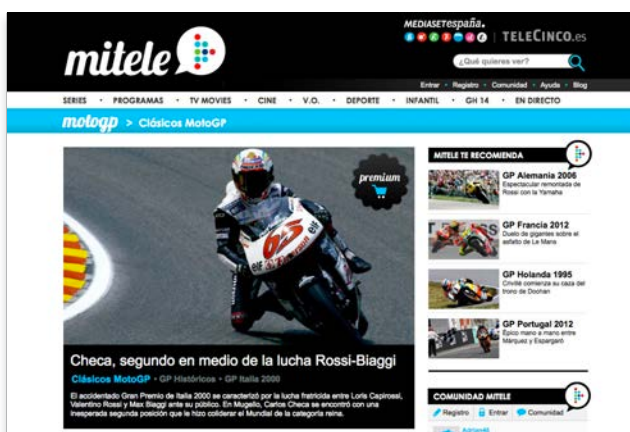 MEDIASETespaña.
TELECINCO.es
mitele
¿Qué quieres ver?
Entrar • Registro • Comunidad • Ayuda • Blog
SERIES • PROGRAMAS • TV MOVIES • CINE • V.O. • DEPORTE • INFANTIL • GH 14 • EN DIRECTO
motogp > Clásicos MotoGP
premium
65
elf
elf
Checa, segundo en medio de la lucha Rossi-Biaggi
Clásicos MotoGP • GP Históricos • GP Italia 2000
El accidentado Gran Premio de Italia 2000 se caracterizó por la lucha fratricida entre Loris Capirossi,
Valentino Rossi y Max Biaggi ante su público. En Mugello, Carlos Checa se encontró con una
inesperada segunda posición que le hizo coliderar el Mundial de la categoría reina.
MITELE TE RECOMIENDA
GP Alemania 2006
Espectacular remontada de
Rossi con la Yamaha
GP Francia 2012
Duelo de gigantes sobre el
asfalto de Le Mans
GP Holanda 1995
Crivillé comienza su caza del
trono de Doohan
GP Portugal 2012
Épico mano a mano entre
Márquez y Espargaró
COMUNIDAD MITELE
Registro Entrar Comunidad